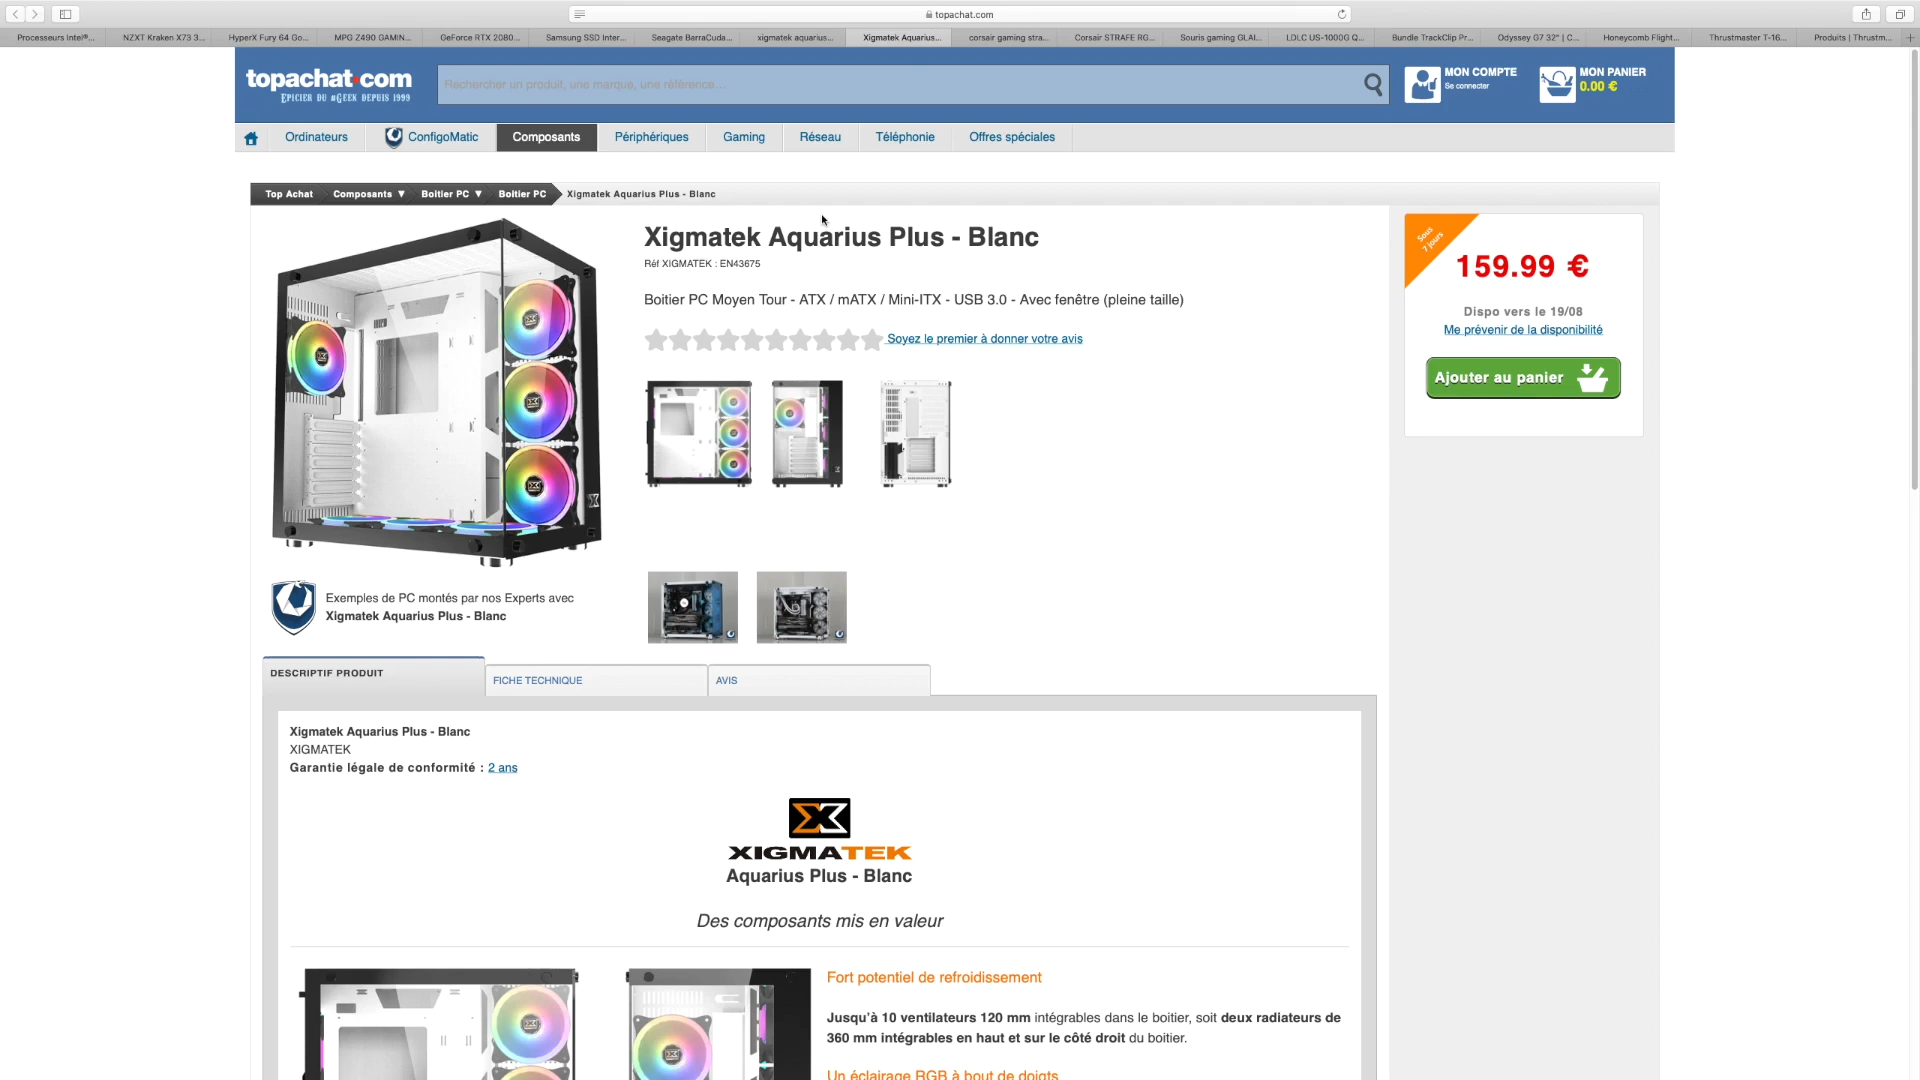 topachat.com
Processeurs Intel®...
NZXT Kraken X73 3...
HyperX Fury 64 Go...
MPG Z490 GAMIN...
GeForce RTX 2080...
Samsung SSD Inter...
Seagate BarraCuda...
xigmatek aquarius...
Xigmatek Aquarius...
corsair gaming stra...
Corsair STRAFE RG...
Souris gaming GLAI...
LDLC US-1000G Q...
Bundle TrackClip Pr...
Odyssey G7 32" | C...
Honeycomb Flight...
Thrustmaster T-16...
Produits | Thrustm...
topachat.com
EPICIER DU #GEEK DEPUIS 1999
Rechercher un produit, une marque, une référence...
MON COMPTE
Se connecter
MON PANIER
0.00 €
Ordinateurs
ConfigoMatic
Composants
Périphériques
Gaming
Réseau
Téléphonie
Offres spéciales
Top Achat
Composants ▼
Boitier PC ▼
Boitier PC
Xigmatek Aquarius Plus - Blanc
Xigmatek Aquarius Plus - Blanc
Réf XIGMATEK : EN43675
Boitier PC Moyen Tour - ATX / mATX / Mini-ITX - USB 3.0 - Avec fenêtre (pleine taille)
Soyez le premier à donner votre avis
Sous
7 jours
159.99 €
Dispo vers le 19/08
Me prévenir de la disponibilité
Ajouter au panier
Exemples de PC montés par nos Experts avec
Xigmatek Aquarius Plus - Blanc
DESCRIPTIF PRODUIT
FICHE TECHNIQUE
AVIS
Xigmatek Aquarius Plus - Blanc
XIGMATEK
Garantie légale de conformité : 2 ans
XIGMATEK
Aquarius Plus - Blanc
Des composants mis en valeur
Fort potentiel de refroidissement
Jusqu'à 10 ventilateurs 120 mm intégrables dans le boitier, soit deux radiateurs de
360 mm intégrables en haut et sur le côté droit du boitier.
Un éclairage RGB à bout de doigts